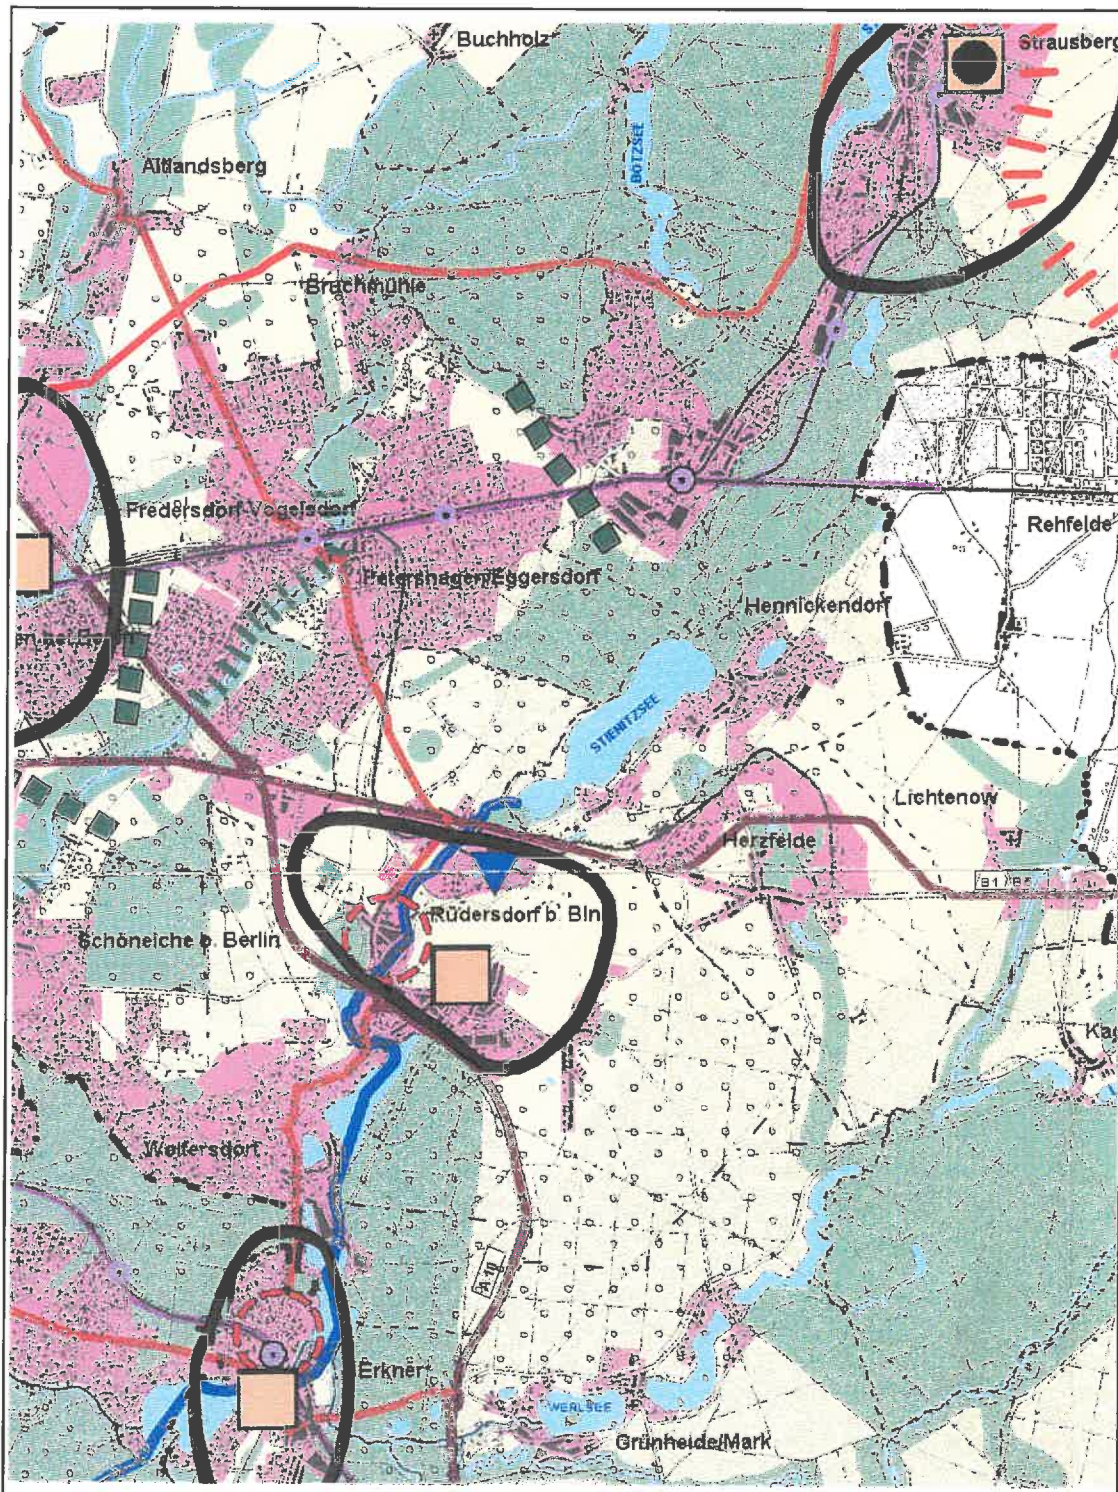 Buchholz
Strausberg
BÖTZSEE
Altlandsberg
Bruchmühle
Fredersdorf-Vogelsdorf
Rehfelde
Petershagen/Eggersdorf
Hennickendorf
STIENITZSEE
Lichtenow
Herzfelde
B1
Rüdersdorf b. Bln
Schöneiche b. Berlin
Woltersdorf
A 10
Erkner
WERLSEE
Grünheide/Mark